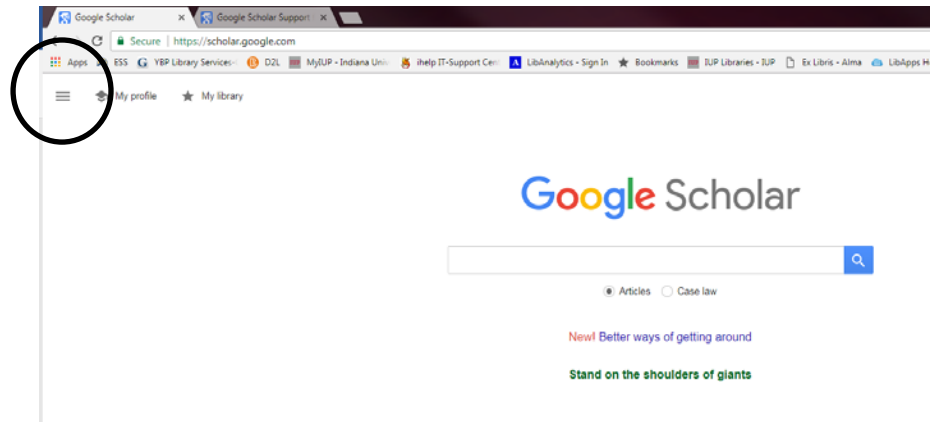 Google Scholar Google Scholar Support
Secure | https://scholar.google.com
Apps ESS YBP Library Services- D2L MyIUP - Indiana Univ ihelp IT-Support Cen LibAnalytics - Sign In Bookmarks IUP Libraries - IUP Ex Libris - Alma LibApps H
My profile My library
Google Scholar
Articles Case law
New! Better ways of getting around
Stand on the shoulders of giants